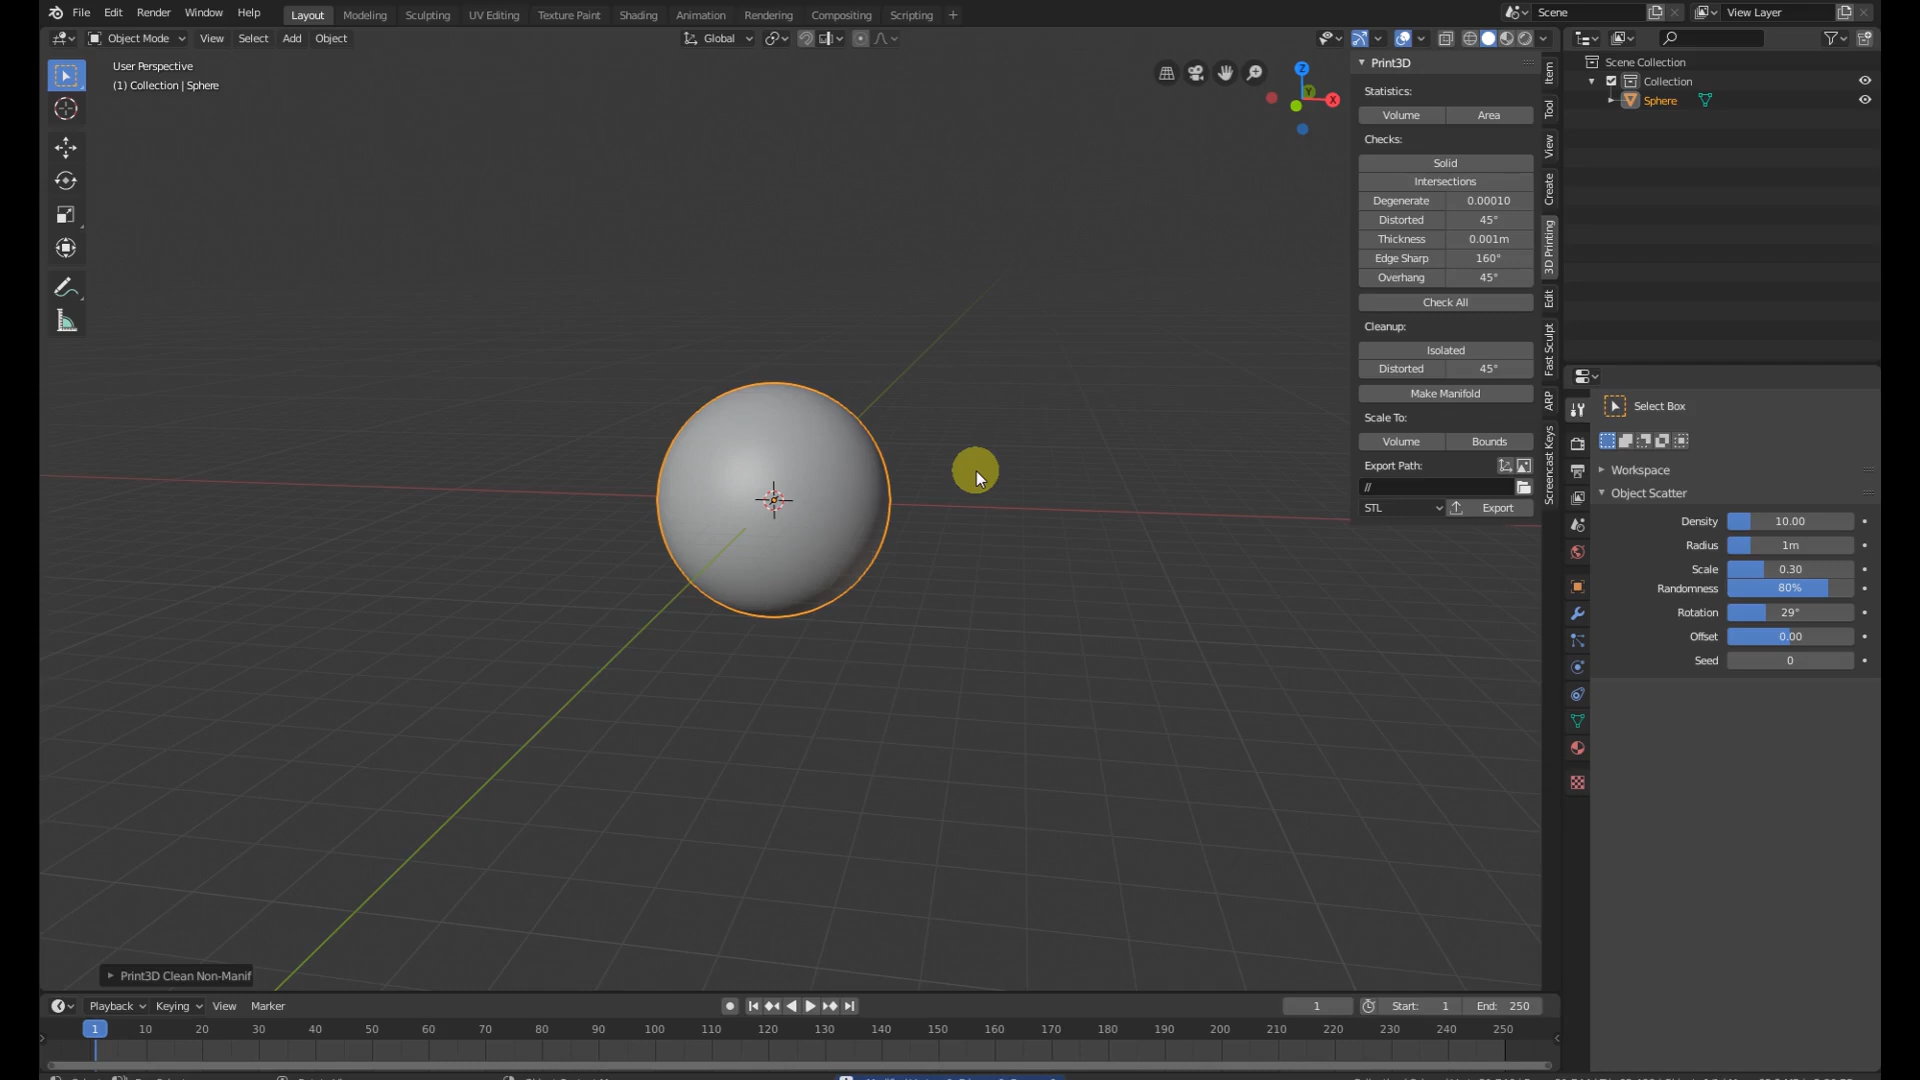 File Edit Render Window Help Layout Modeling Sculpting UV Editing Texture Paint Shading Animation Rendering Compositing Scripting + Scene View Layer
Object Mode View Select Add Object Global
User Perspective
(1) Collection | Sphere
Z
Y
X
Print3D
Statistics:
Volume Area
Checks:
Solid
Intersections
Degenerate 0.00010
Distorted 45°
Thickness 0.001m
Edge Sharp 160°
Overhang 45°
Check All
Cleanup:
Isolated
Distorted 45°
Make Manifold
Scale To:
Volume Bounds
Export Path:
//
STL Export
Item
Tool
View
Create
3D Printing
Edit
Fast Sculpt
ARP
Screencast Keys
Scene Collection
Collection
Sphere
Select Box
Workspace
Object Scatter
Density 10.00
Radius 1m
Scale 0.30
Randomness 80%
Rotation 29°
Offset 0.00
Seed 0
Print3D Clean Non-Manif
Playback Keying View Marker 1 Start: 1 End: 250
1 10 20 30 40 50 60 70 80 90 100 110 120 130 140 150 160 170 180 190 200 210 220 230 240 250